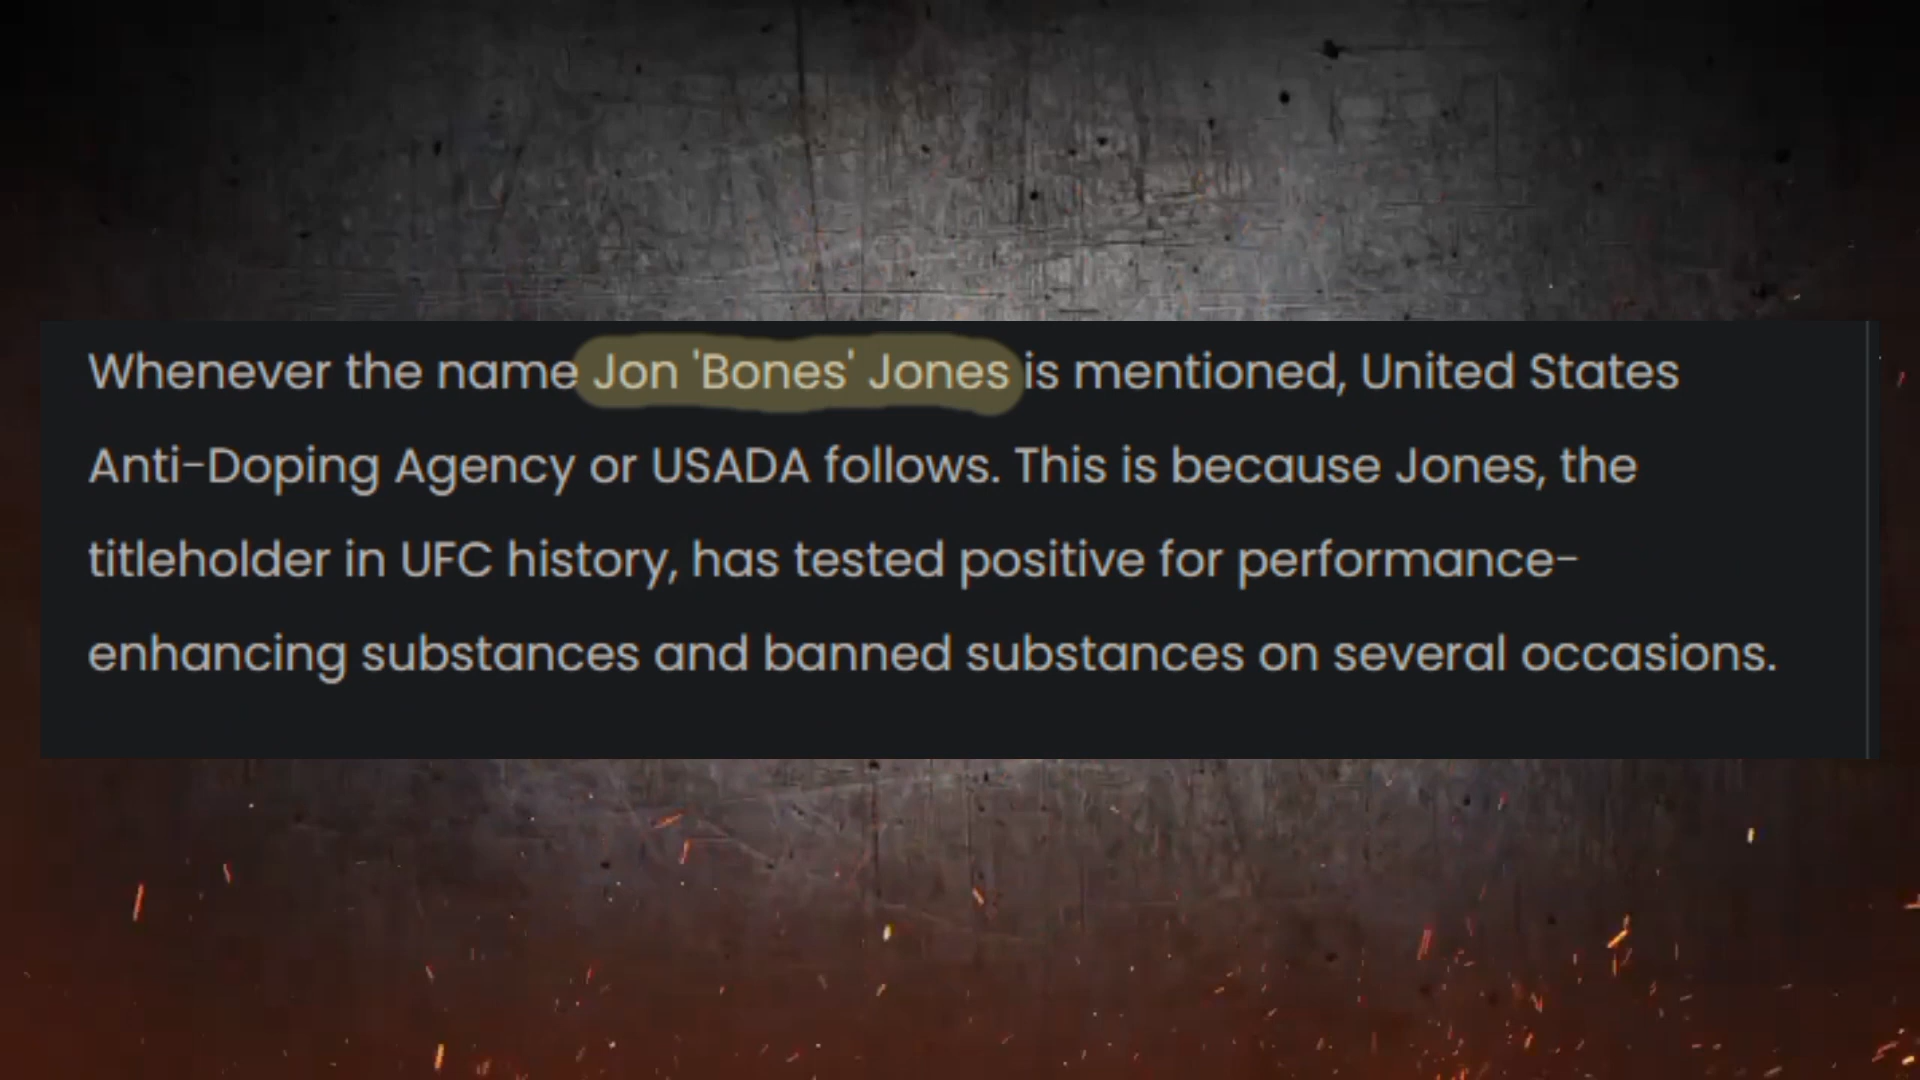 Whenever the name Jon 'Bones' Jones is mentioned, United States
Anti-Doping Agency or USADA follows. This is because Jones, the
titleholder in UFC history, has tested positive for performance-
enhancing substances and banned substances on several occasions.